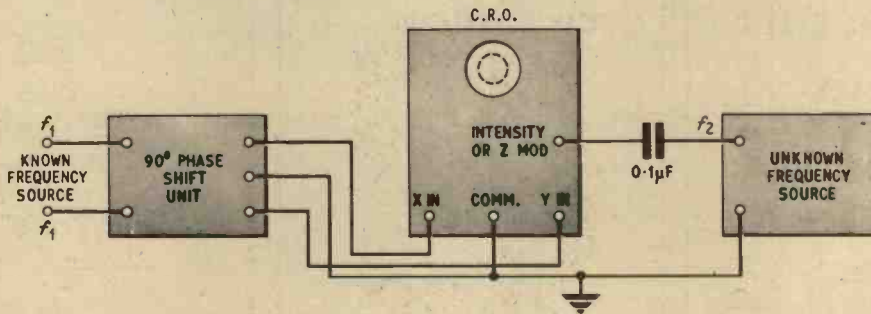 C.R.O.
f₁
KNOWN
FREQUENCY
SOURCE
f₁
90° PHASE
SHIFT
UNIT
INTENSITY
OR Z MOD
X IN
COMM.
Y IN
0·1µF
f₂
UNKNOWN
FREQUENCY
SOURCE